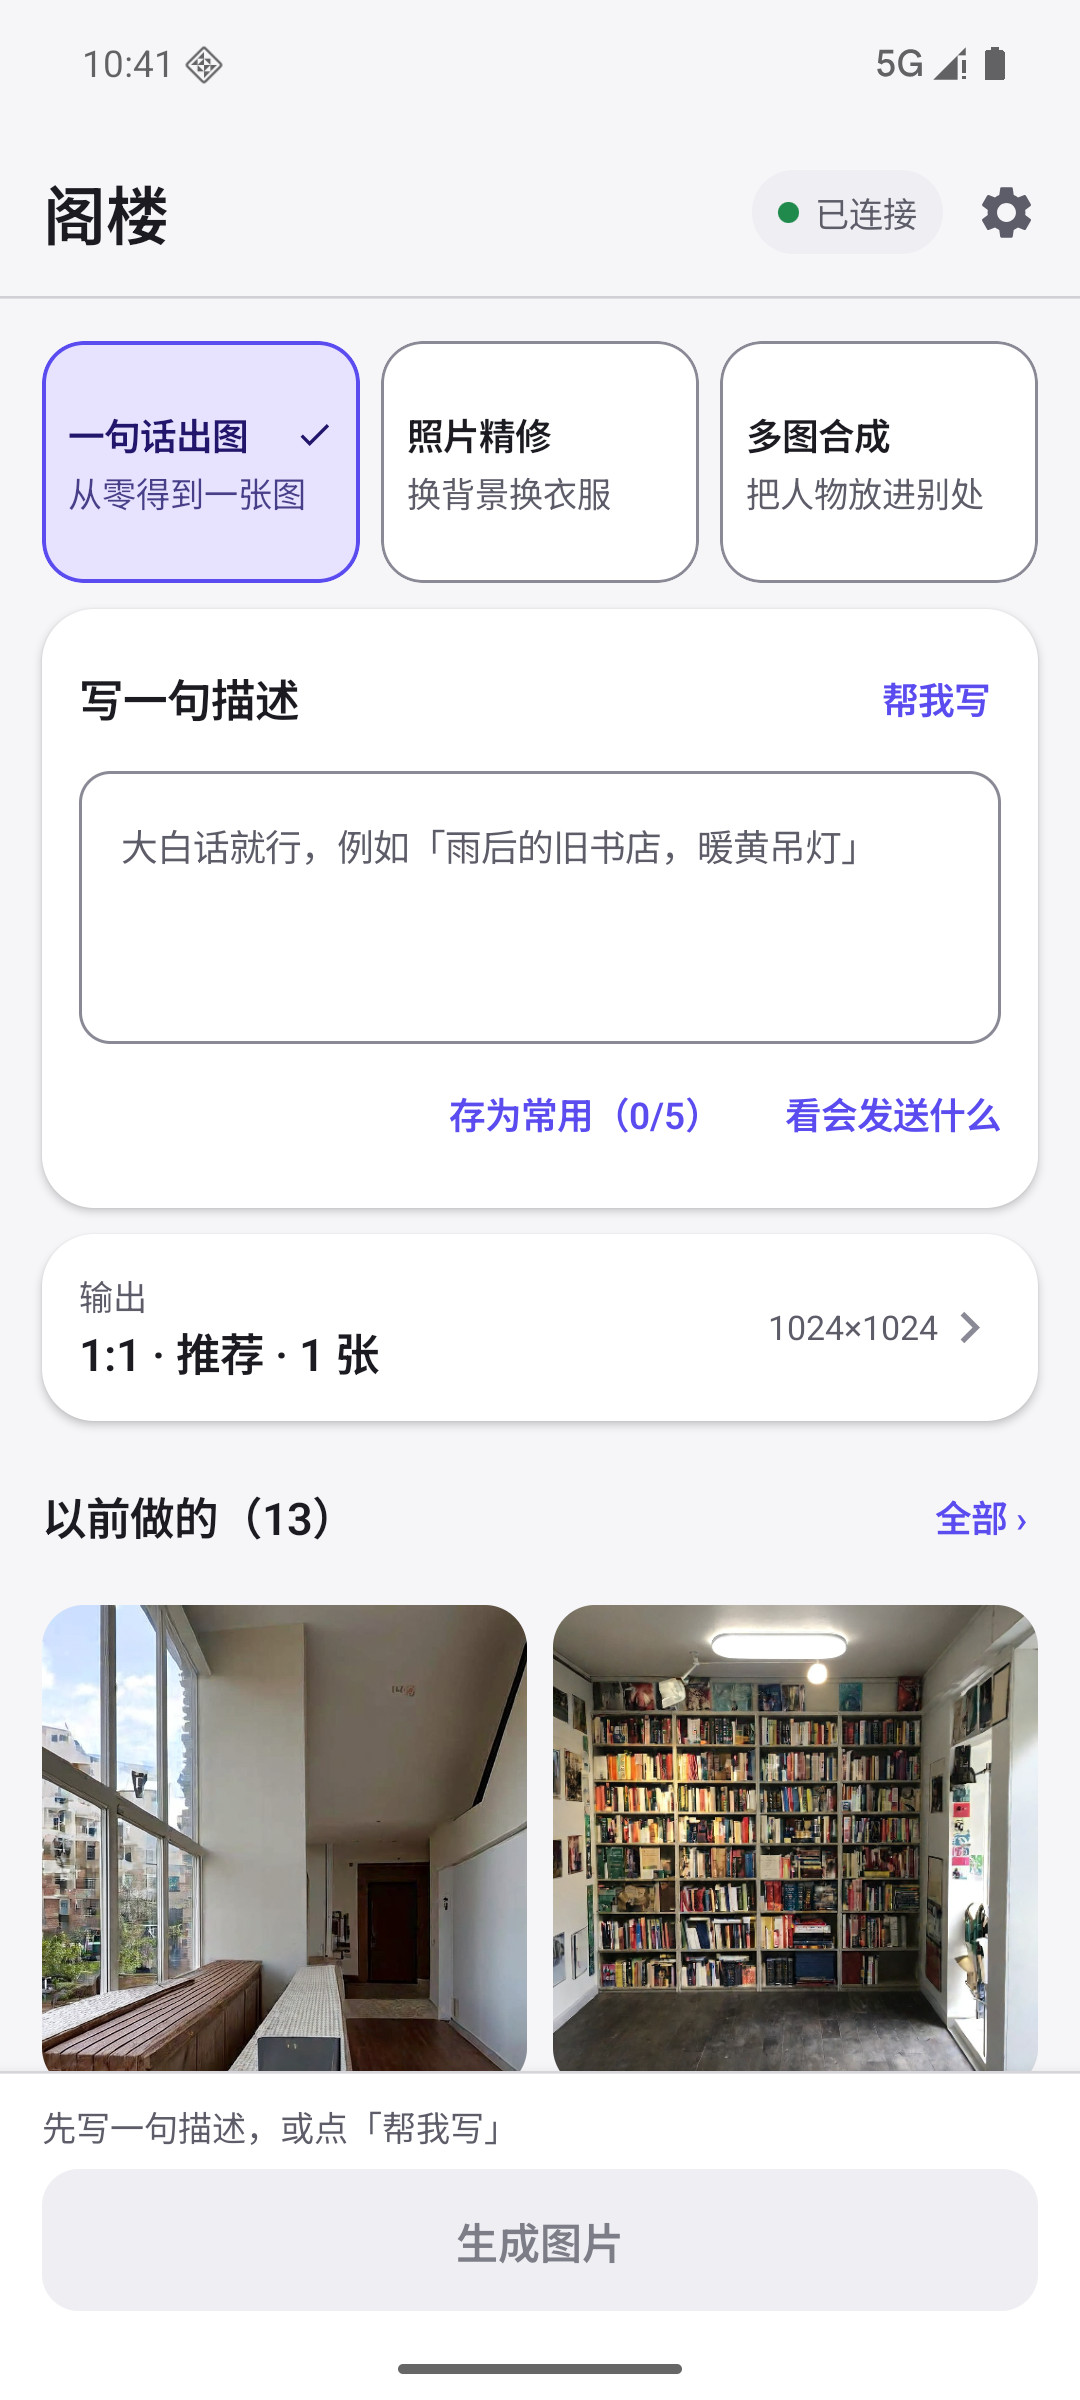 10:41
5G
阁楼
已连接
一句话出图
从零得到一张图
照片精修
换背景换衣服
多图合成
把人物放进别处
写一句描述
帮我写
大白话就行，例如「雨后的旧书店，暖黄吊灯」
存为常用（0/5）
看会发送什么
输出
1:1 · 推荐 · 1 张
1024×1024
以前做的（13）
全部 ›
先写一句描述，或点「帮我写」
生成图片